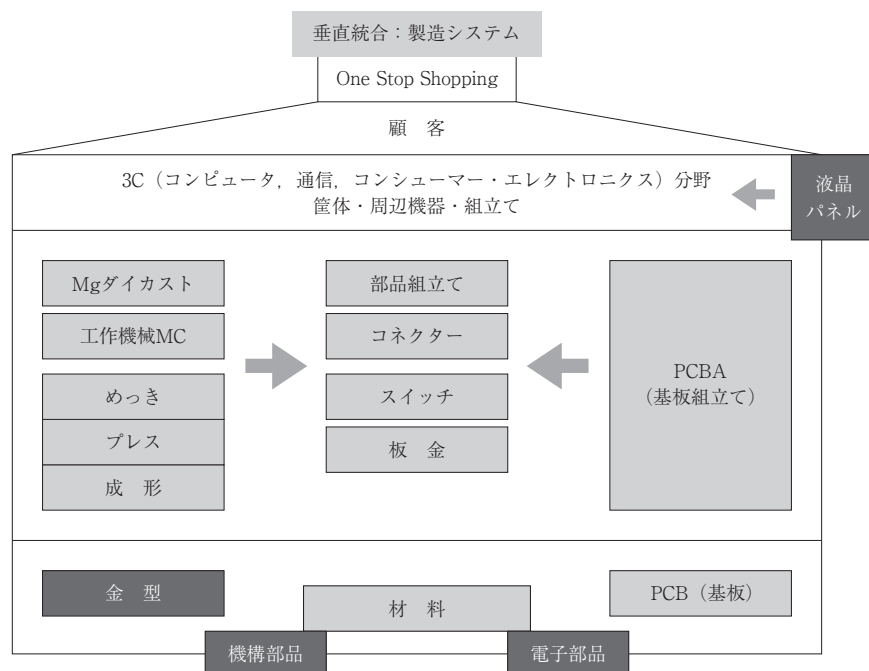 垂直統合：製造システム
One Stop Shopping
顧　客
3C（コンピュータ，通信，コンシューマー・エレクトロニクス）分野
筐体・周辺機器・組立て
液晶
パネル
Mgダイカスト
工作機械MC
めっき
プレス
成　形
部品組立て
コネクター
スイッチ
板　金
PCBA
（基板組立て）
金　型
材　料
PCB（基板）
機構部品
電子部品